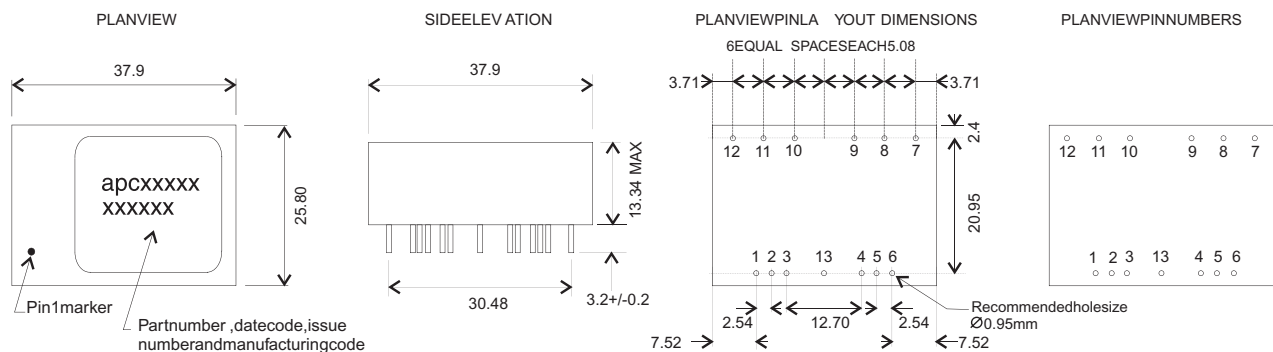 PLANVIEW
37.9
25.80
apcxxxxx
xxxxxx
Pin1marker
Partnumber ,datecode,issue
numberandmanufacturingcode
SIDEELEV ATION
37.9
13.34 MAX
30.48
3.2+/-0.2
PLANVIEWPINLA YOUT DIMENSIONS
6EQUAL SPACESEACH5.08
3.71
3.71
2.4
12 11 10 9 8 7
20.95
1 2 3 13 4 5 6
Recommendedholesize
Ø0.95mm
2.54 12.70 2.54
7.52 7.52
PLANVIEWPINNUMBERS
12 11 10 9 8 7
1 2 3 13 4 5 6